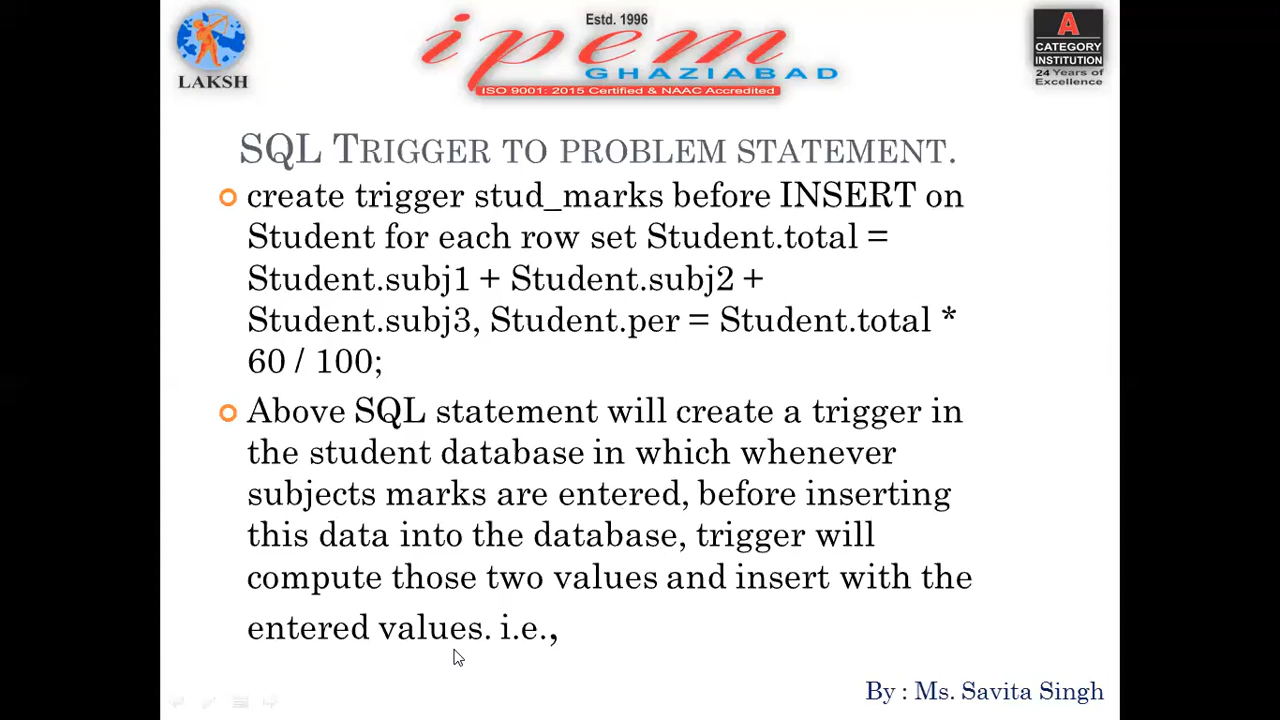 Estd. 1996
ipem
GHAZIABAD
ISO 9001: 2015 Certified & NAAC Accredited
LAKSH
A
CATEGORY
INSTITUTION
24 Years of
Excellence
SQL TRIGGER TO PROBLEM STATEMENT.
create trigger stud_marks before INSERT on
Student for each row set Student.total =
Student.subj1 + Student.subj2 +
Student.subj3, Student.per = Student.total *
60 / 100;
Above SQL statement will create a trigger in
the student database in which whenever
subjects marks are entered, before inserting
this data into the database, trigger will
compute those two values and insert with the
entered values. i.e.,
By : Ms. Savita Singh